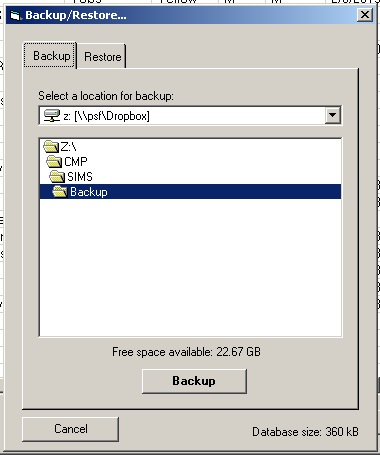 Backup/Restore...
Backup
Restore
Select a location for backup:
z: [\\psf\Dropbox]
Z:\
CMP
SIMS
Backup
Free space available: 22.67 GB
Backup
Cancel
Database size: 360 kB